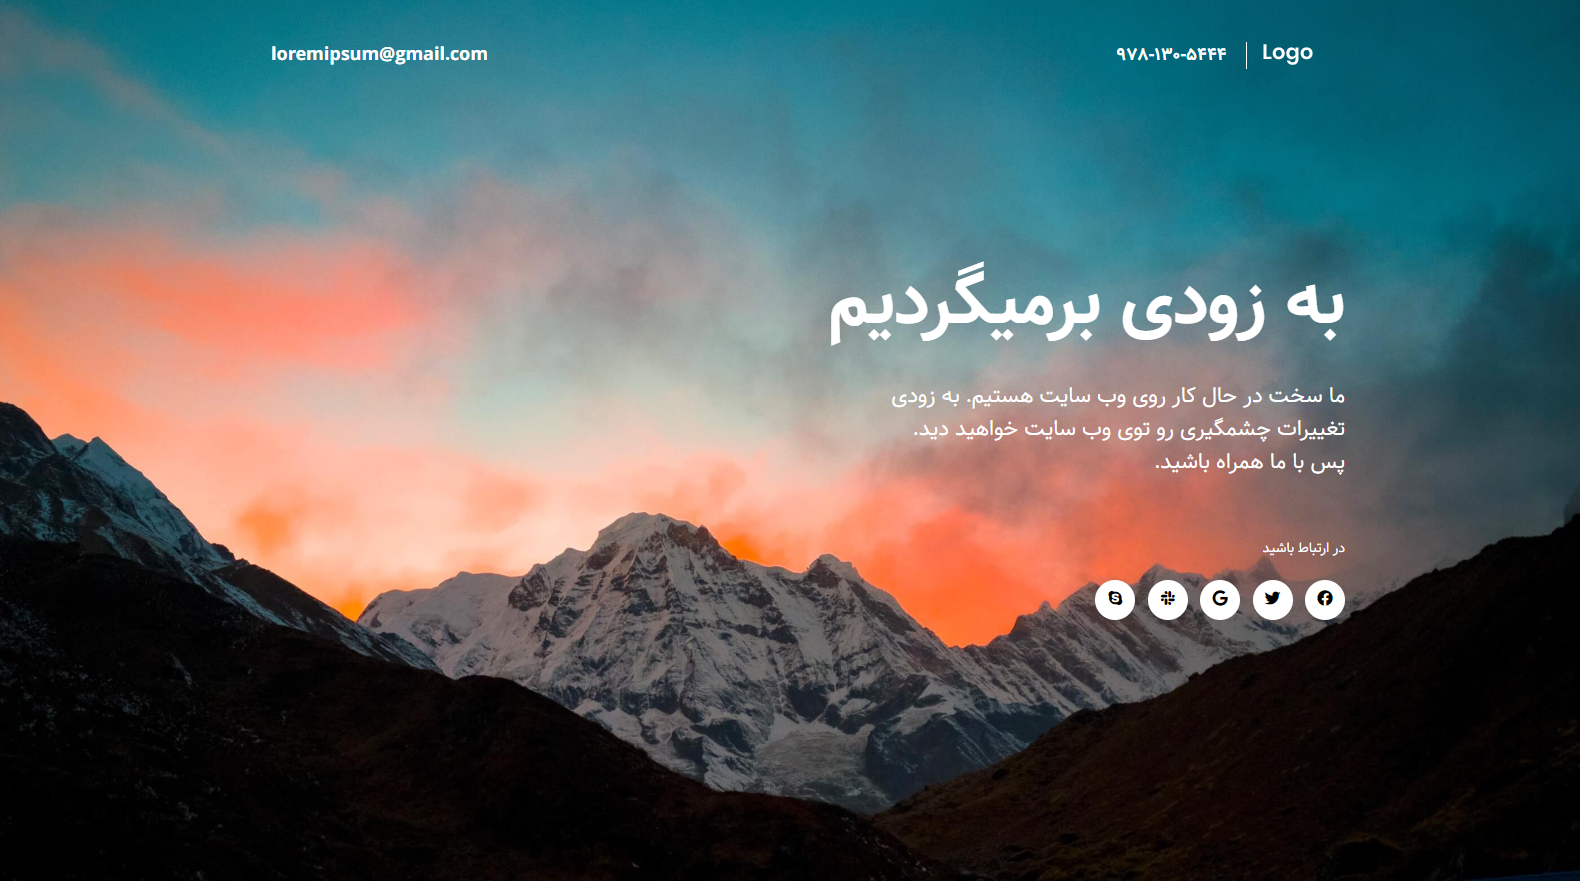 Logo
۹۷۸-۱۳۰-۵۴۴۴
loremipsum@gmail.com
به زودی برمیگردیم
ما سخت در حال کار روی وب سایت هستیم. به زودی
تغییرات چشمگیری رو توی وب سایت خواهید دید.
پس با ما همراه باشید.
در ارتباط باشید